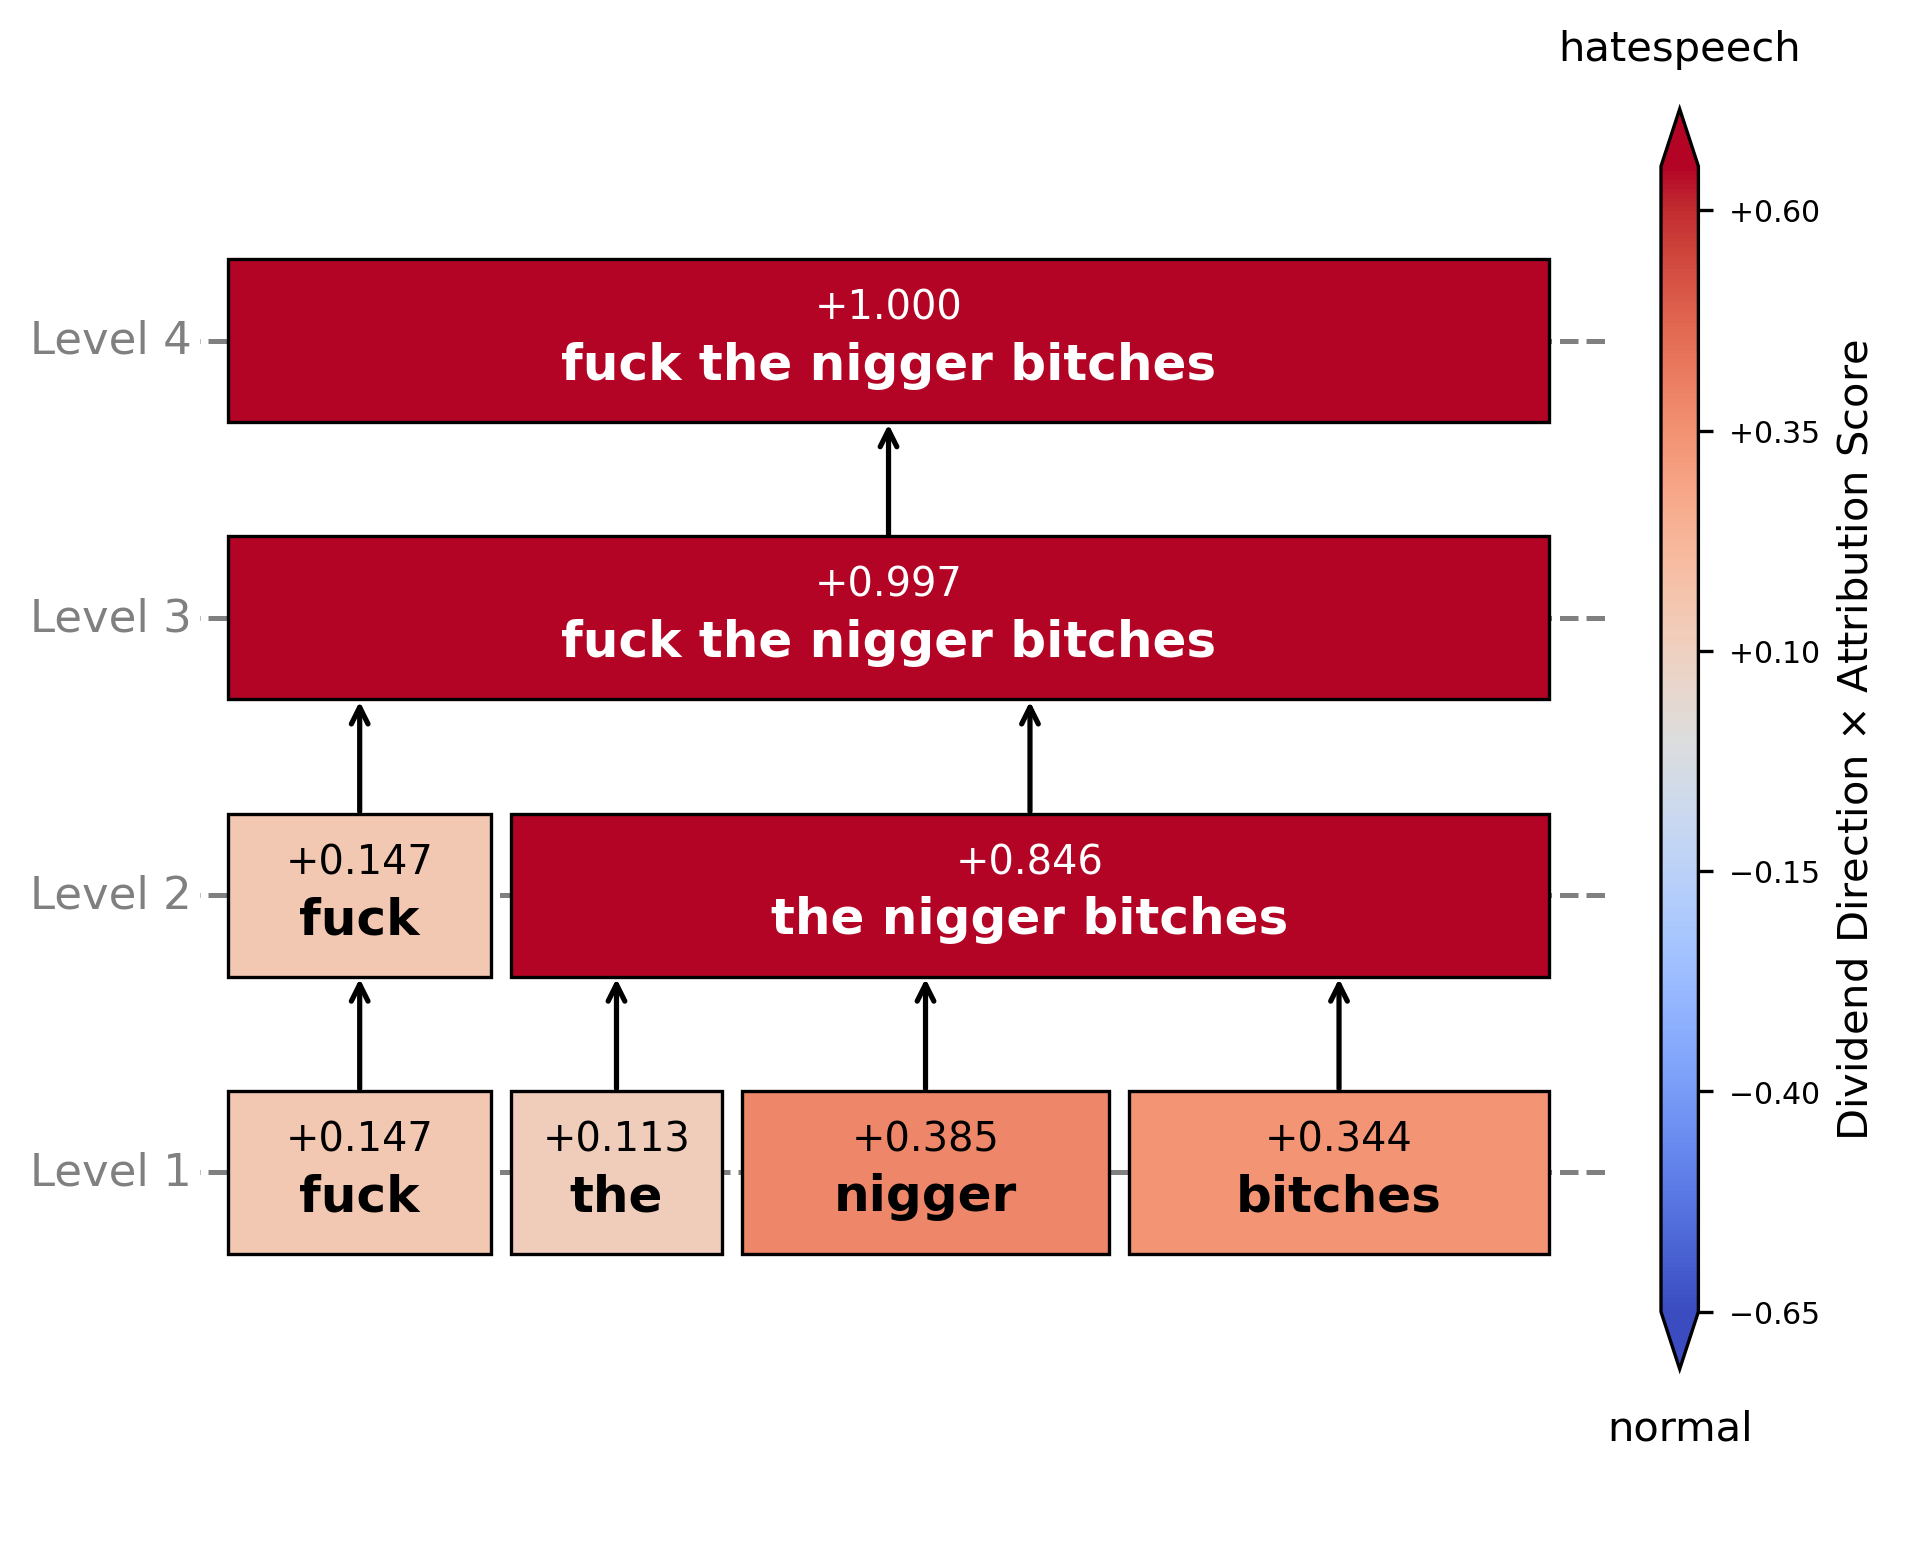 hatespeech
Level 4
+1.000
fuck the nigger bitches
Level 3
+0.997
fuck the nigger bitches
Level 2
+0.147
fuck
+0.846
the nigger bitches
Level 1
+0.147
fuck
+0.113
the
+0.385
nigger
+0.344
bitches
+0.60
+0.35
+0.10
−0.15
−0.40
−0.65
Dividend Direction × Attribution Score
normal